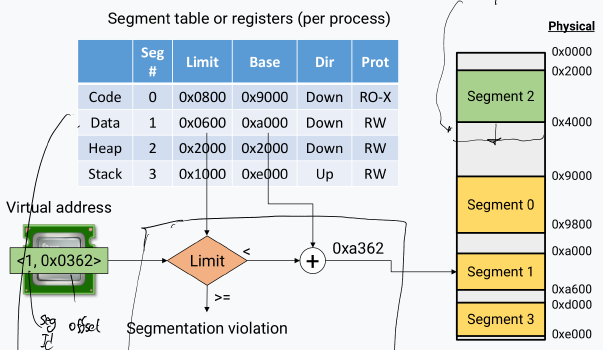 Segment table or registers (per process)
Seg # Limit Base Dir Prot
Code 0 0x0800 0x9000 Down RO-X
Data 1 0x0600 0xa000 Down RW
Heap 2 0x2000 0x2000 Down RW
Stack 3 0x1000 0xe000 Up RW
Virtual address
<1, 0x0362>
seg offset
Id
Limit
<
+
0xa362
>=
Segmentation violation
Physical
0x0000
0x2000
Segment 2
0x4000
0x9000
Segment 0
0x9800
0xa000
Segment 1
0xa600
0xd000
Segment 3
0xe000